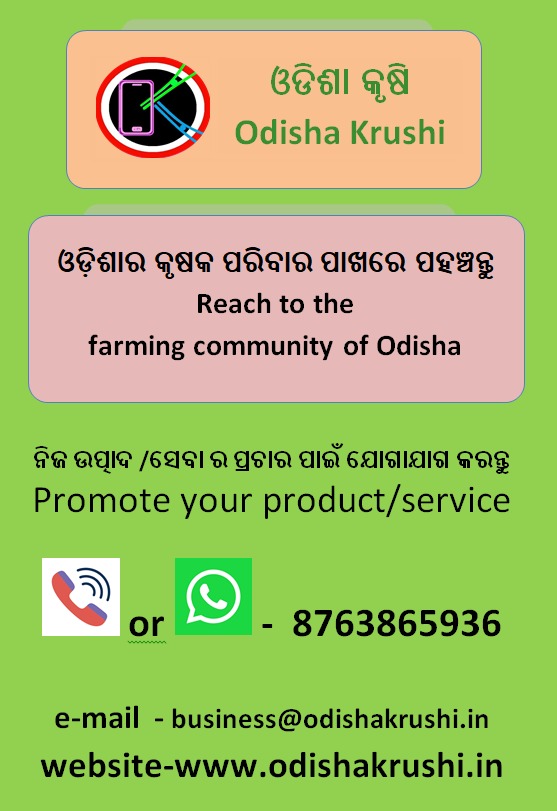 ଓଡିଶା କୃଷି
Odisha Krushi
ଓଡ଼ିଶାର କୃଷକ ପରିବାର ପାଖରେ ପହଞ୍ଚନ୍ତୁ
Reach to the
farming community of Odisha
ନିଜ ଉତ୍ପାଦ /ସେବା ର ପ୍ରଚାର ପାଇଁ ଯୋଗାଯୋଗ କରନ୍ତୁ
Promote your product/service
or - 8763865936
e-mail - business@odishakrushi.in
website-www.odishakrushi.in